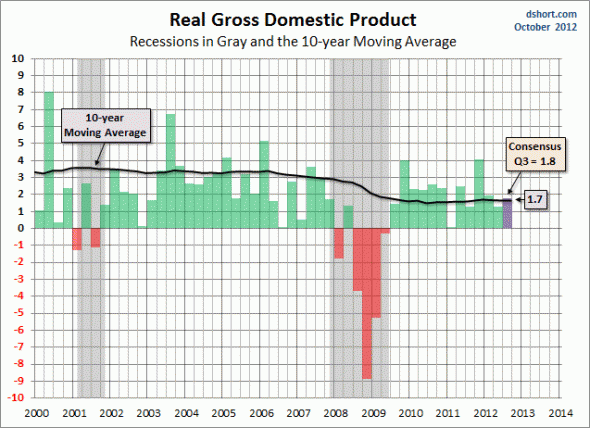 Real Gross Domestic Product
dshort.com
October 2012
Recessions in Gray and the 10-year Moving Average
10
9
8
7
6
5
4
3
2
1
0
-1
-2
-3
-4
-5
-6
-7
-8
-9
-10
10-year
Moving Average
Consensus
Q3 = 1.8
1.7
2000 2001 2002 2003 2004 2005 2006 2007 2008 2009 2010 2011 2012 2013 2014